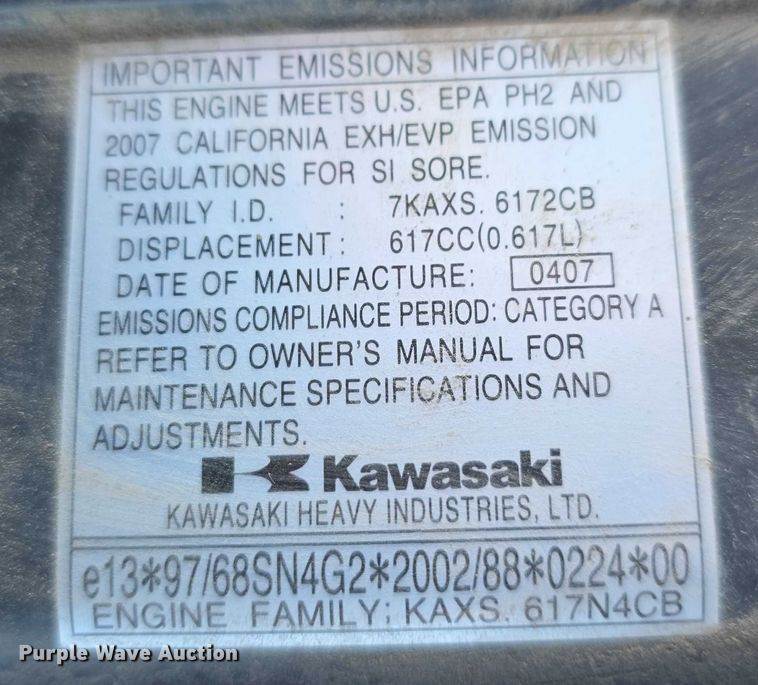 IMPORTANT EMISSIONS INFORMATION
THIS ENGINE MEETS U.S. EPA PH2 AND
2007 CALIFORNIA EXH/EVP EMISSION
REGULATIONS FOR SI SORE.
FAMILY I.D. : 7KAXS. 6172CB
DISPLACEMENT : 617CC(0.617L)
DATE OF MANUFACTURE: 0407
EMISSIONS COMPLIANCE PERIOD: CATEGORY A
REFER TO OWNER'S MANUAL FOR
MAINTENANCE SPECIFICATIONS AND
ADJUSTMENTS.
Kawasaki
KAWASAKI HEAVY INDUSTRIES, LTD.
e13*97/68SN4G2*2002/88*0224*00
ENGINE FAMILY; KAXS. 617N4CB
Purple Wave Auction